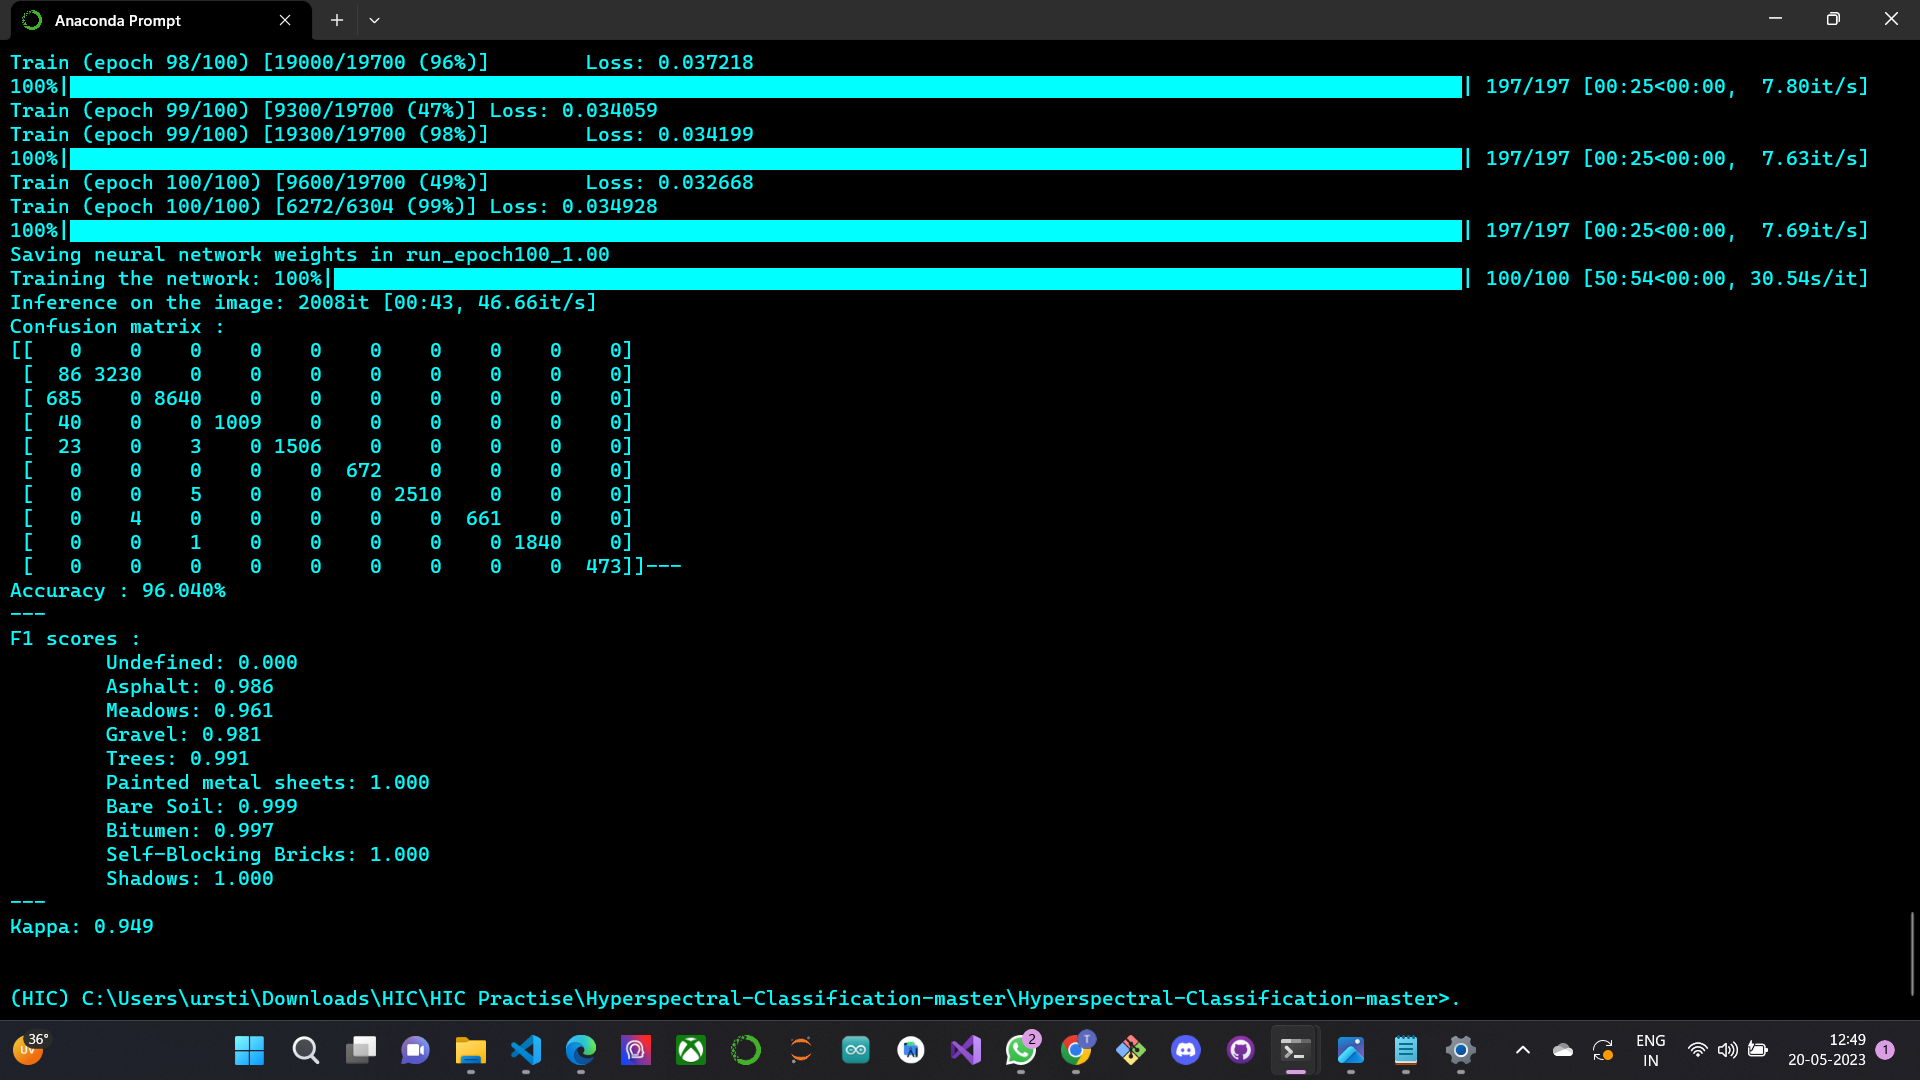 Anaconda Prompt
Train (epoch 98/100) [19000/19700 (96%)]        Loss: 0.037218
100%| | 197/197 [00:25<00:00,  7.80it/s]
Train (epoch 99/100) [9300/19700 (47%)] Loss: 0.034059
Train (epoch 99/100) [19300/19700 (98%)]        Loss: 0.034199
100%| | 197/197 [00:25<00:00,  7.63it/s]
Train (epoch 100/100) [9600/19700 (49%)]        Loss: 0.032668
Train (epoch 100/100) [6272/6304 (99%)] Loss: 0.034928
100%| | 197/197 [00:25<00:00,  7.69it/s]
Saving neural network weights in run_epoch100_1.00
Training the network: 100%| | 100/100 [50:54<00:00, 30.54s/it]
Inference on the image: 2008it [00:43, 46.66it/s]
Confusion matrix :
[[   0    0    0    0    0    0    0    0    0    0]
 [  86 3230    0    0    0    0    0    0    0    0]
 [ 685    0 8640    0    0    0    0    0    0    0]
 [  40    0    0 1009    0    0    0    0    0    0]
 [  23    0    3    0 1506    0    0    0    0    0]
 [   0    0    0    0    0  672    0    0    0    0]
 [   0    0    5    0    0    0 2510    0    0    0]
 [   0    4    0    0    0    0    0  661    0    0]
 [   0    0    1    0    0    0    0    0 1840    0]
 [   0    0    0    0    0    0    0    0    0  473]]---
Accuracy : 96.040%
---
F1 scores :
        Undefined: 0.000
        Asphalt: 0.986
        Meadows: 0.961
        Gravel: 0.981
        Trees: 0.991
        Painted metal sheets: 1.000
        Bare Soil: 0.999
        Bitumen: 0.997
        Self-Blocking Bricks: 1.000
        Shadows: 1.000
---
Kappa: 0.949
(HIC) C:\Users\ursti\Downloads\HIC\HIC Practise\Hyperspectral-Classification-master\Hyperspectral-Classification-master>.
36°
UV
2
T
ENG
IN
12:49
20-05-2023
1